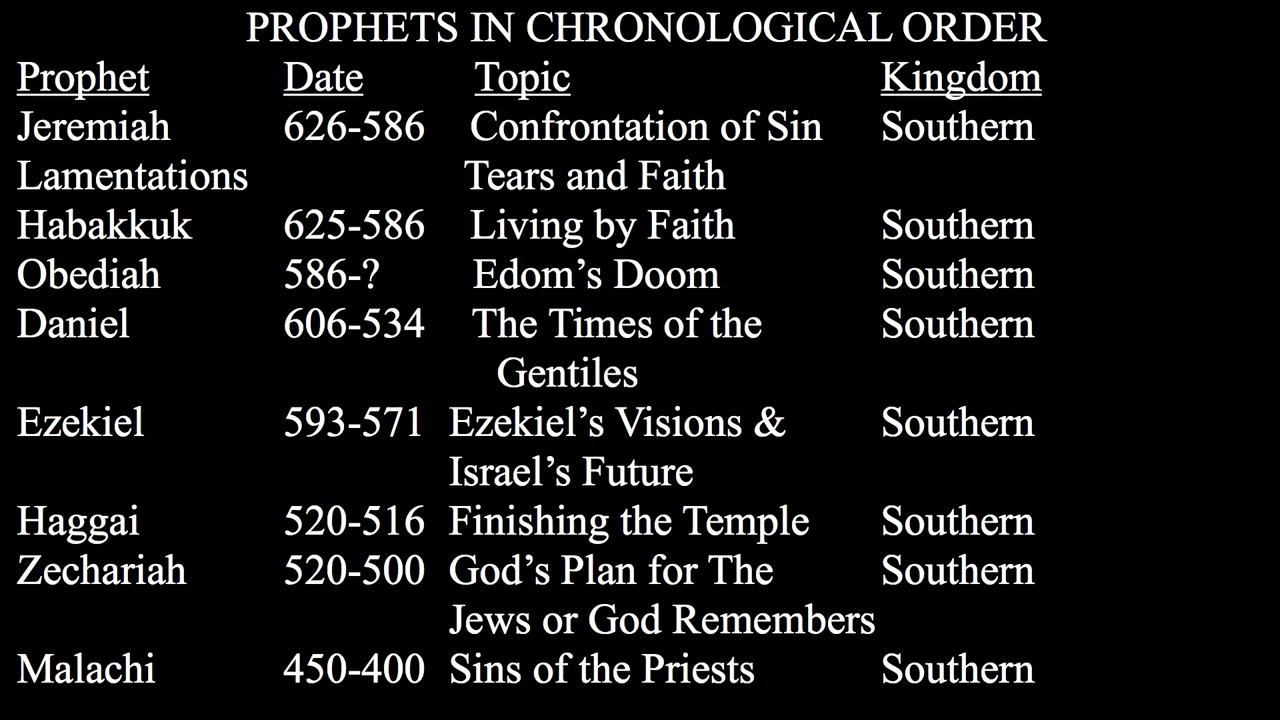 PROPHETS IN CHRONOLOGICAL ORDER
Prophet Date Topic Kingdom
Jeremiah 626-586 Confrontation of Sin Southern
Lamentations Tears and Faith
Habakkuk 625-586 Living by Faith Southern
Obediah 586-? Edom’s Doom Southern
Daniel 606-534 The Times of the Southern
Gentiles
Ezekiel 593-571 Ezekiel’s Visions & Southern
Israel’s Future
Haggai 520-516 Finishing the Temple Southern
Zechariah 520-500 God’s Plan for The Southern
Jews or God Remembers
Malachi 450-400 Sins of the Priests Southern